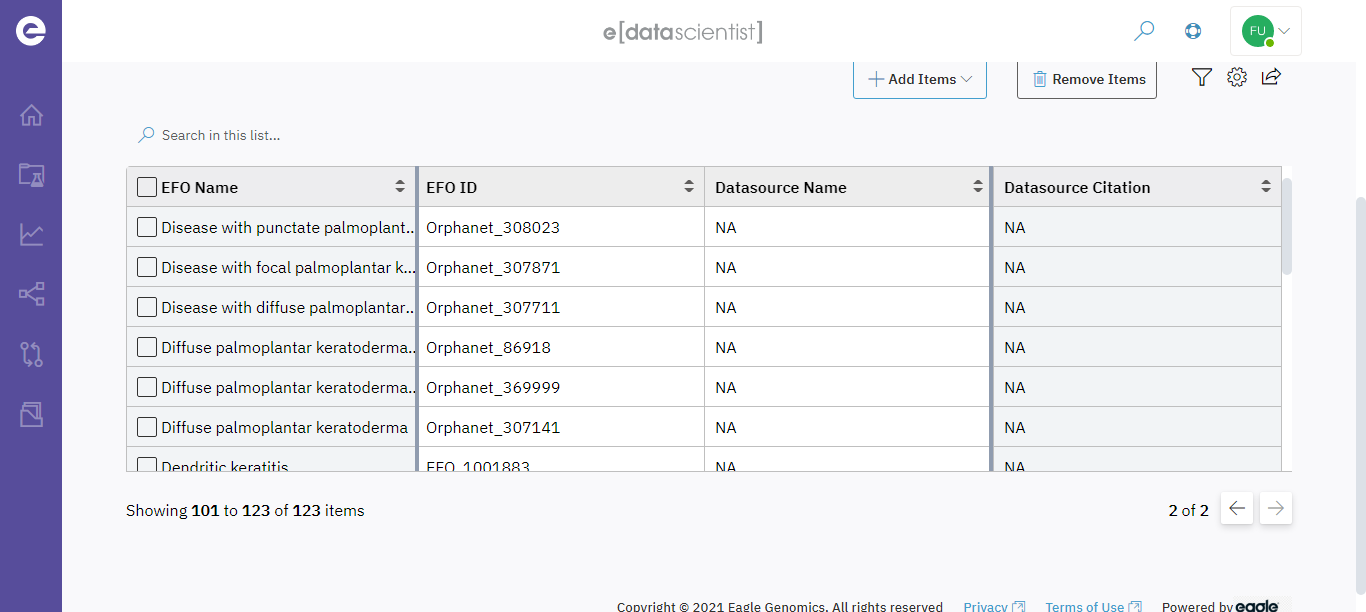 e[datascientist]
FU
Add Items
Remove Items
Search in this list...
EFO Name EFO ID Datasource Name Datasource Citation
Disease with punctate palmoplant... Orphanet_308023 NA NA
Disease with focal palmoplantar k... Orphanet_307871 NA NA
Disease with diffuse palmoplantar... Orphanet_307711 NA NA
Diffuse palmoplantar keratoderma... Orphanet_86918 NA NA
Diffuse palmoplantar keratoderma... Orphanet_369999 NA NA
Diffuse palmoplantar keratoderma Orphanet_307141 NA NA
Dendritic keratitis EFO_1001883 NA NA
Showing 101 to 123 of 123 items 2 of 2
Copyright © 2021 Eagle Genomics. All rights reserved Privacy Terms of Use Powered by eagle